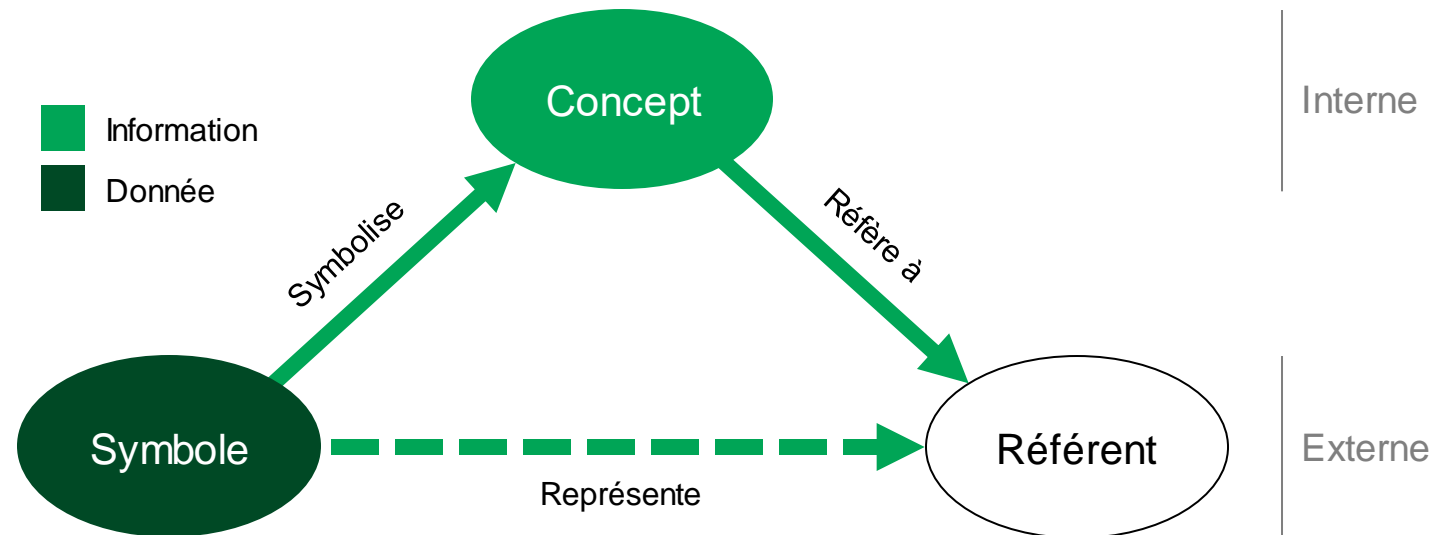 Concept
Interne
Information
Donnée
Symbolise
Réfère à
Symbole
Référent
Externe
Représente